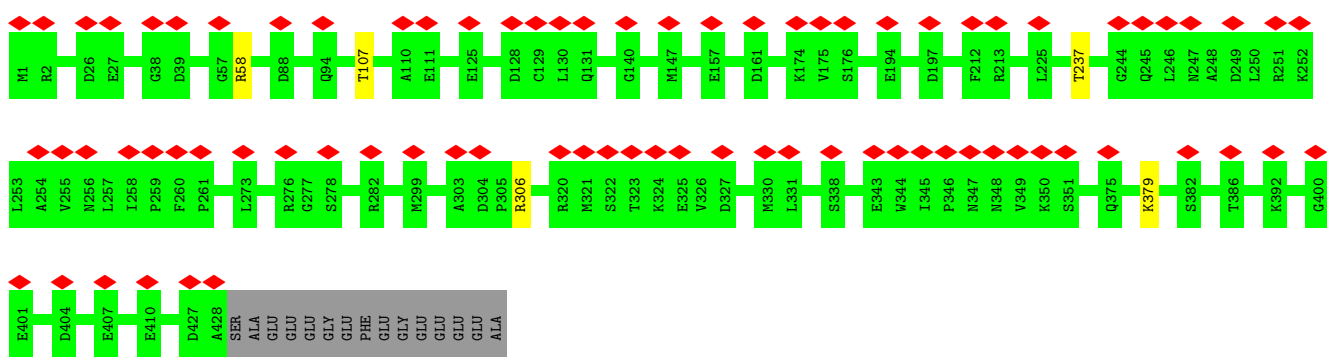 M1 R2 D26 E27 G38 D39 G57 R58 D88 Q94 T107 A110 E111 E125 D128 C129 L130 Q131 G140 M147 E157 D161 K174 V175 S176 E194 D197 F212 R213 L225 T237 G244 Q245 L246 N247 A248 D249 L250 R251 K252
L253 A254 V255 N256 L257 I258 P259 F260 P261 L273 R276 G277 S278 R282 M299 A303 D304 P305 R306 R320 M321 S322 T323 K324 E325 V326 D327 M330 L331 S338 E343 W344 I345 P346 N347 N348 V349 K350 S351 Q375 K379 S382 T386 K392 G400
E401 D404 E407 E410 D427 A428 SER ALA GLU GLU GLU GLY GLU PHE GLU GLY GLU GLU GLU GLU ALA